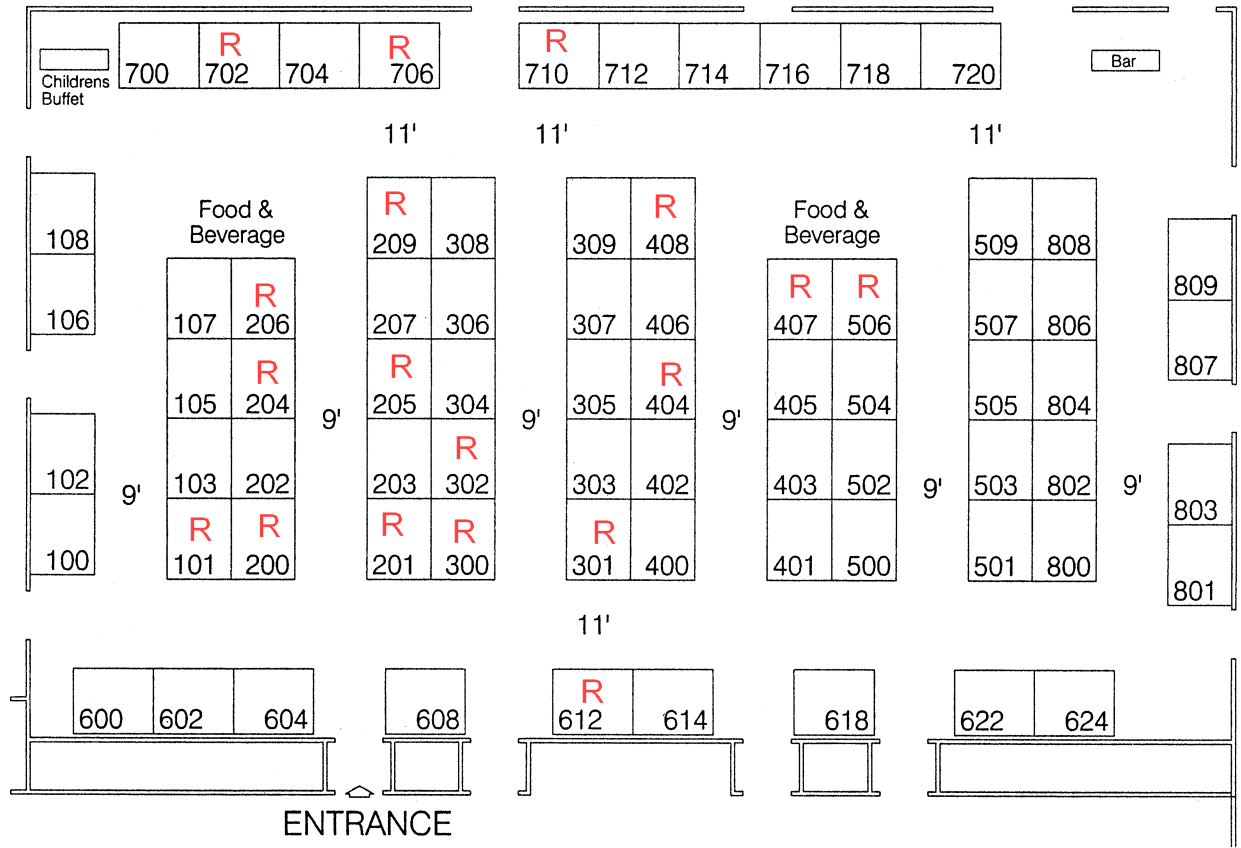 R R R
700 702 704 706 710 712 714 716 718 720
Bar
Childrens
Buffet
11' 11' 11'
R R
Food &
Beverage
Food &
Beverage
108 209 308 309 408 509 808
R R R
809
106 107 206 207 306 307 406 407 506 507 806
R R R
807
105 204 205 304 305 404 405 504 505 804
9' 9' 9'
R
102 103 202 203 302 303 402 403 502 503 802
9' 9' 9'
803
R R R R R
100 101 200 201 300 301 400 401 500 501 800
801
11'
R
600 602 604 608 612 614 618 622 624
ENTRANCE